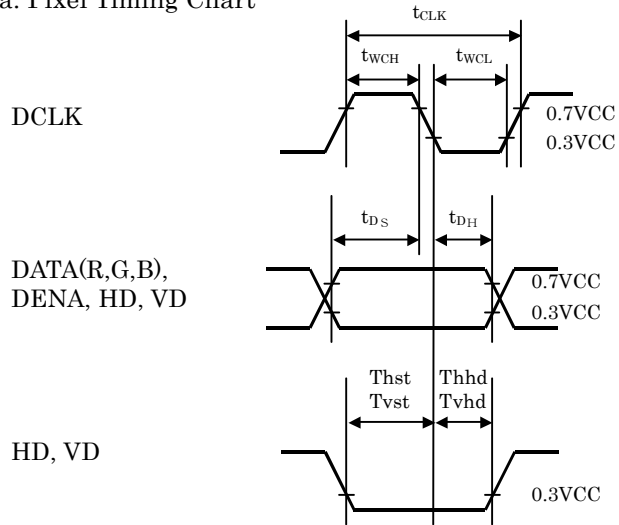 a. Pixel Timing Chart
tCLK
tWCH tWCL
DCLK
0.7VCC
0.3VCC
tDS tDH
DATA(R,G,B),
DENA, HD, VD
0.7VCC
0.3VCC
Thst Thhd
Tvst Tvhd
HD, VD
0.3VCC